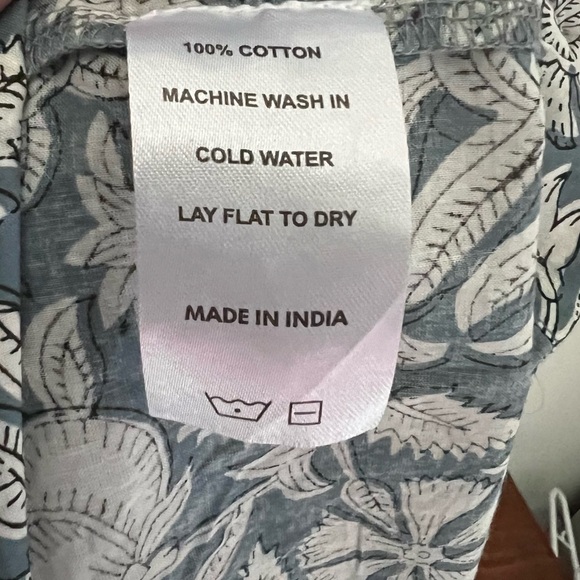 100% COTTON
MACHINE WASH IN
COLD WATER
LAY FLAT TO DRY
MADE IN INDIA